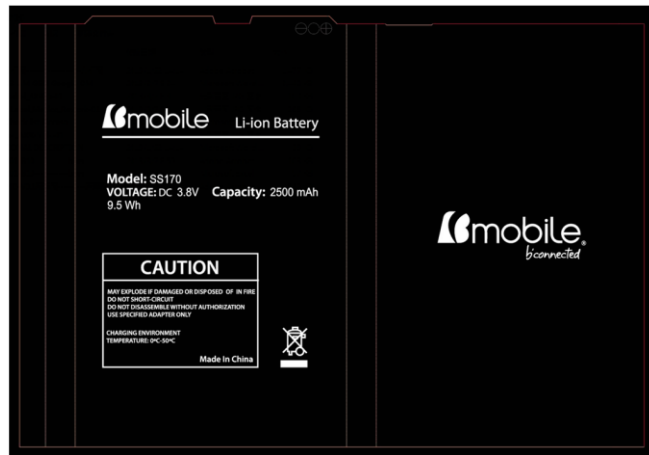 Bmobile Li-ion Battery
Model: SS170
VOLTAGE: DC 3.8V Capacity: 2500 mAh
9.5 Wh
CAUTION
MAY EXPLODE IF DAMAGED OR DISPOSED OF IN FIRE
DO NOT SHORT-CIRCUIT
DO NOT DISASSEMBLE WITHOUT AUTHORIZATION
USE SPECIFIED ADAPTER ONLY
CHARGING ENVIRONMENT
TEMPERATURE: 0ºC-50ºC
Made In China
Bmobile®
b'connected